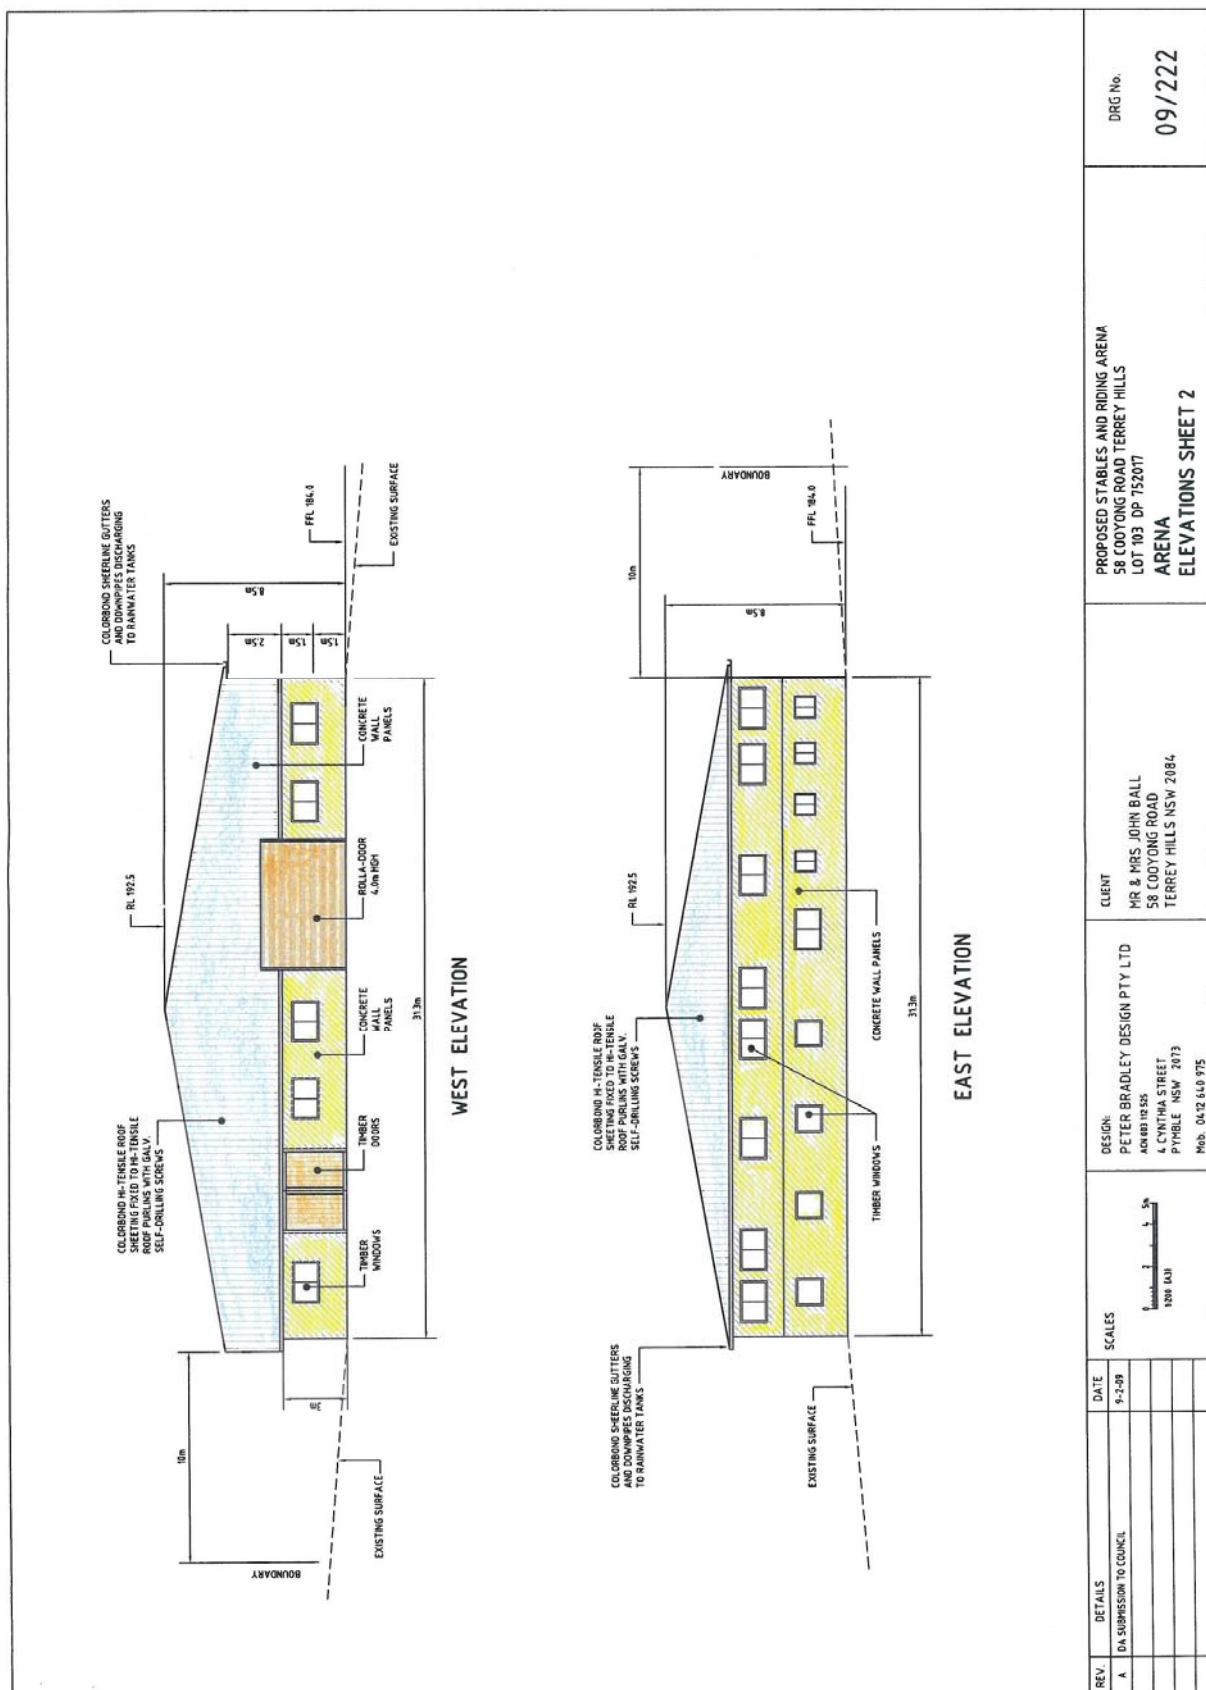 COLORBOND SHEERLINE GUTTERS
AND DOWNPIPES DISCHARGING
TO RAINWATER TANKS
RL 192.5
COLORBOND HI-TENSILE ROOF
SHEETING FIXED TO HI-TENSILE
ROOF PURLINS WITH GALV.
SELF-DRILLING SCREWS
10m
BOUNDARY
3m
EXISTING SURFACE
TIMBER
WINDOWS
TIMBER
DOORS
CONCRETE
WALL
PANELS
ROLLA-DOOR
4.0m HIGH
CONCRETE
WALL
PANELS
2.5m
1.5m
1.5m
8.5m
FFL 184.0
EXISTING SURFACE
31.3m
WEST ELEVATION
COLORBOND SHEERLINE GUTTERS
AND DOWNPIPES DISCHARGING
TO RAINWATER TANKS
COLORBOND HI-TENSILE ROOF
SHEETING FIXED TO HI-TENSILE
ROOF PURLINS WITH GALV.
SELF-DRILLING SCREWS
RL 192.5
10m
BOUNDARY
8.5m
FFL 184.0
EXISTING SURFACE
TIMBER WINDOWS
CONCRETE WALL PANELS
31.3m
EAST ELEVATION
REV.
DETAILS
DATE
A
DA SUBMISSION TO COUNCIL
9-2-09
SCALES
0 2 4 5m
1:200 (A3)
DESIGN:
PETER BRADLEY DESIGN PTY LTD
ACN 003 112 525
4 CYNTHIA STREET
PYMBLE NSW 2073
Mob. 0412 640 975
CLIENT
MR & MRS JOHN BALL
58 COOYONG ROAD
TERREY HILLS NSW 2084
PROPOSED STABLES AND RIDING ARENA
58 COOYONG ROAD TERREY HILLS
LOT 103 DP 752017
ARENA
ELEVATIONS SHEET 2
DRG No.
09/222